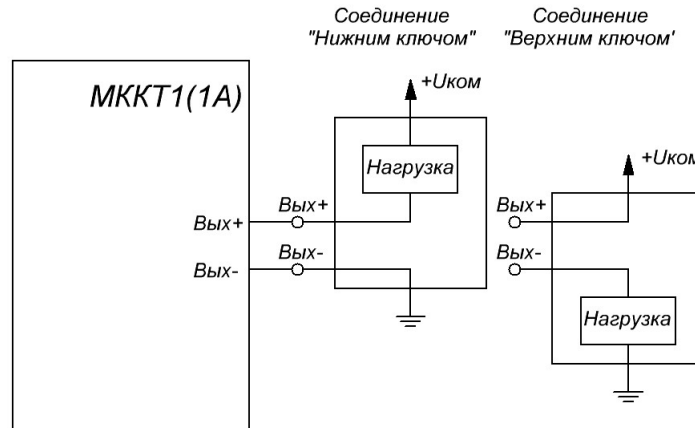 Соединение
"Нижним ключом"
Соединение
"Верхним ключом'
МККТ1(1А)
+Uком
Нагрузка
+Uком
Вых+
Вых+
Вых+
Вых-
Вых-
Вых-
Нагрузка